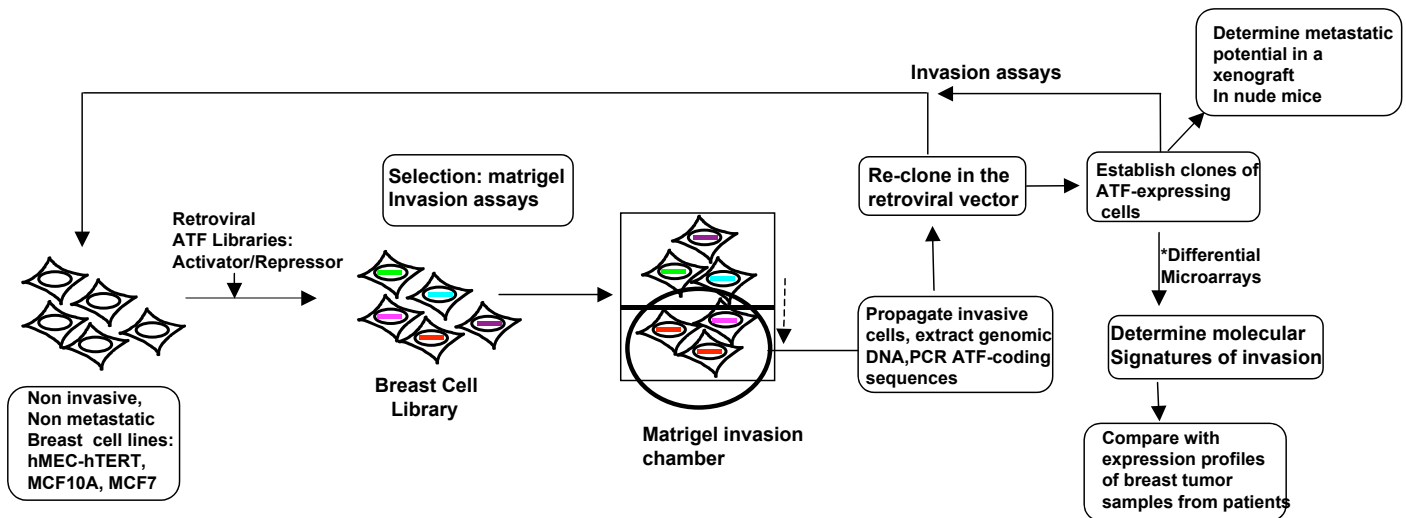 Non invasive,
Non metastatic
Breast cell lines:
hMEC-hTERT,
MCF10A, MCF7
Retroviral
ATF Libraries:
Activator/Repressor
Selection: matrigel
Invasion assays
Breast Cell
Library
Matrigel invasion
chamber
Propagate invasive
cells, extract genomic
DNA,PCR ATF-coding
sequences
Re-clone in the
retroviral vector
Invasion assays
Establish clones of
ATF-expressing
cells
Determine metastatic
potential in a
xenograft
In nude mice
*Differential
Microarrays
Determine molecular
Signatures of invasion
Compare with
expression profiles
of breast tumor
samples from patients